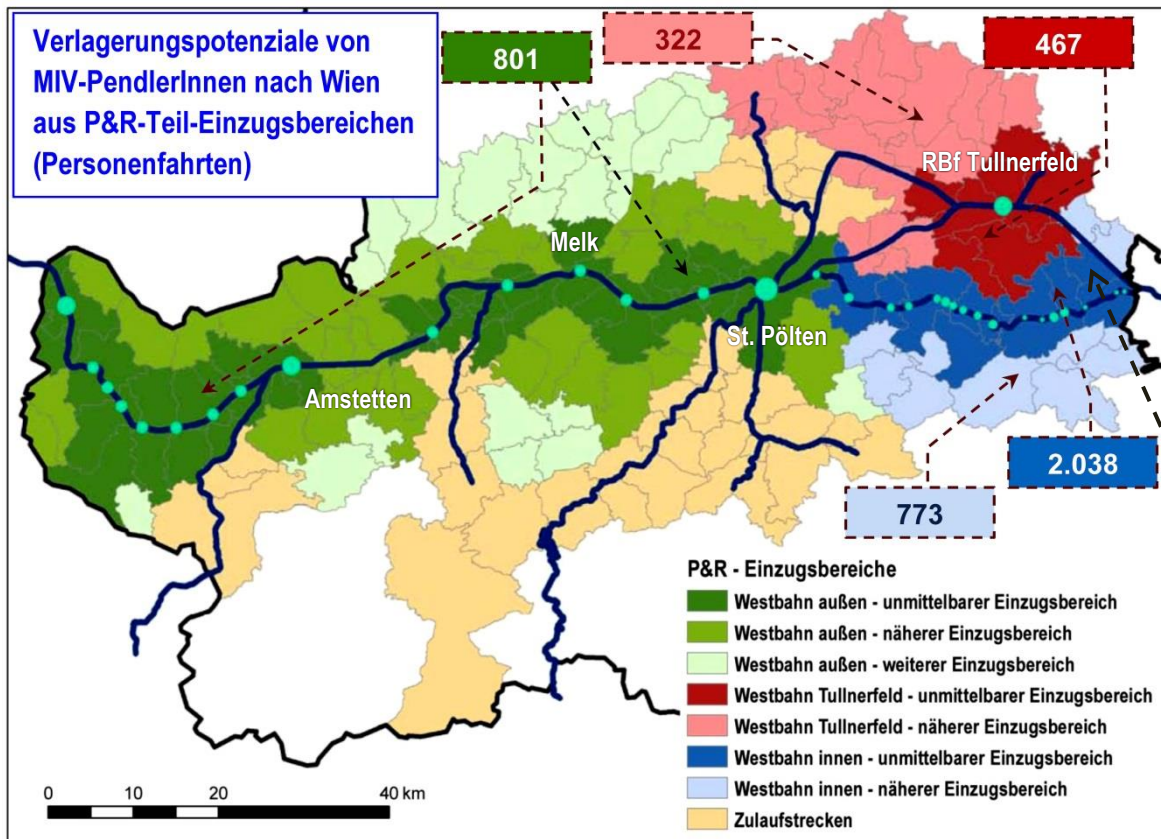 Verlagerungspotenziale von
MIV-PendlerInnen nach Wien
aus P&R-Teil-Einzugsbereichen
(Personenfahrten)
801
322
467
RBf Tullnerfeld
Melk
St. Pölten
Amstetten
2.038
773
P&R - Einzugsbereiche
Westbahn außen - unmittelbarer Einzugsbereich
Westbahn außen - näherer Einzugsbereich
Westbahn außen - weiterer Einzugsbereich
Westbahn Tullnerfeld - unmittelbarer Einzugsbereich
Westbahn Tullnerfeld - näherer Einzugsbereich
Westbahn innen - unmittelbarer Einzugsbereich
Westbahn innen - näherer Einzugsbereich
Zulaufstrecken
0 10 20 40 km